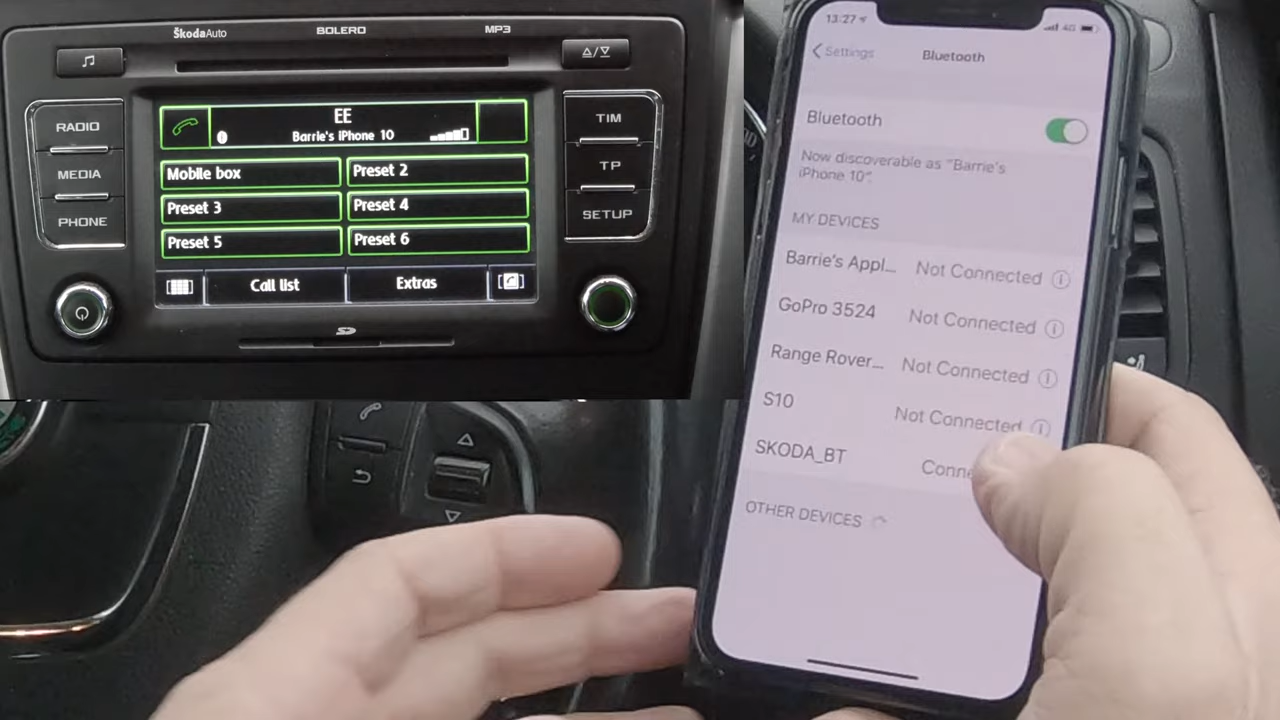 ŠkodaAuto BOLERO MP3
RADIO
MEDIA
PHONE
EE
Barrie's iPhone 10
Mobile box Preset 2
Preset 3 Preset 4
Preset 5 Preset 6
Call list Extras
TIM
TP
SETUP
SD
13:27 4G
Settings Bluetooth
Bluetooth
Now discoverable as "Barrie's
iPhone 10".
MY DEVICES
Barrie's Appl... Not Connected
GoPro 3524 Not Connected
Range Rover... Not Connected
S10 Not Connected
SKODA_BT Conne
OTHER DEVICES